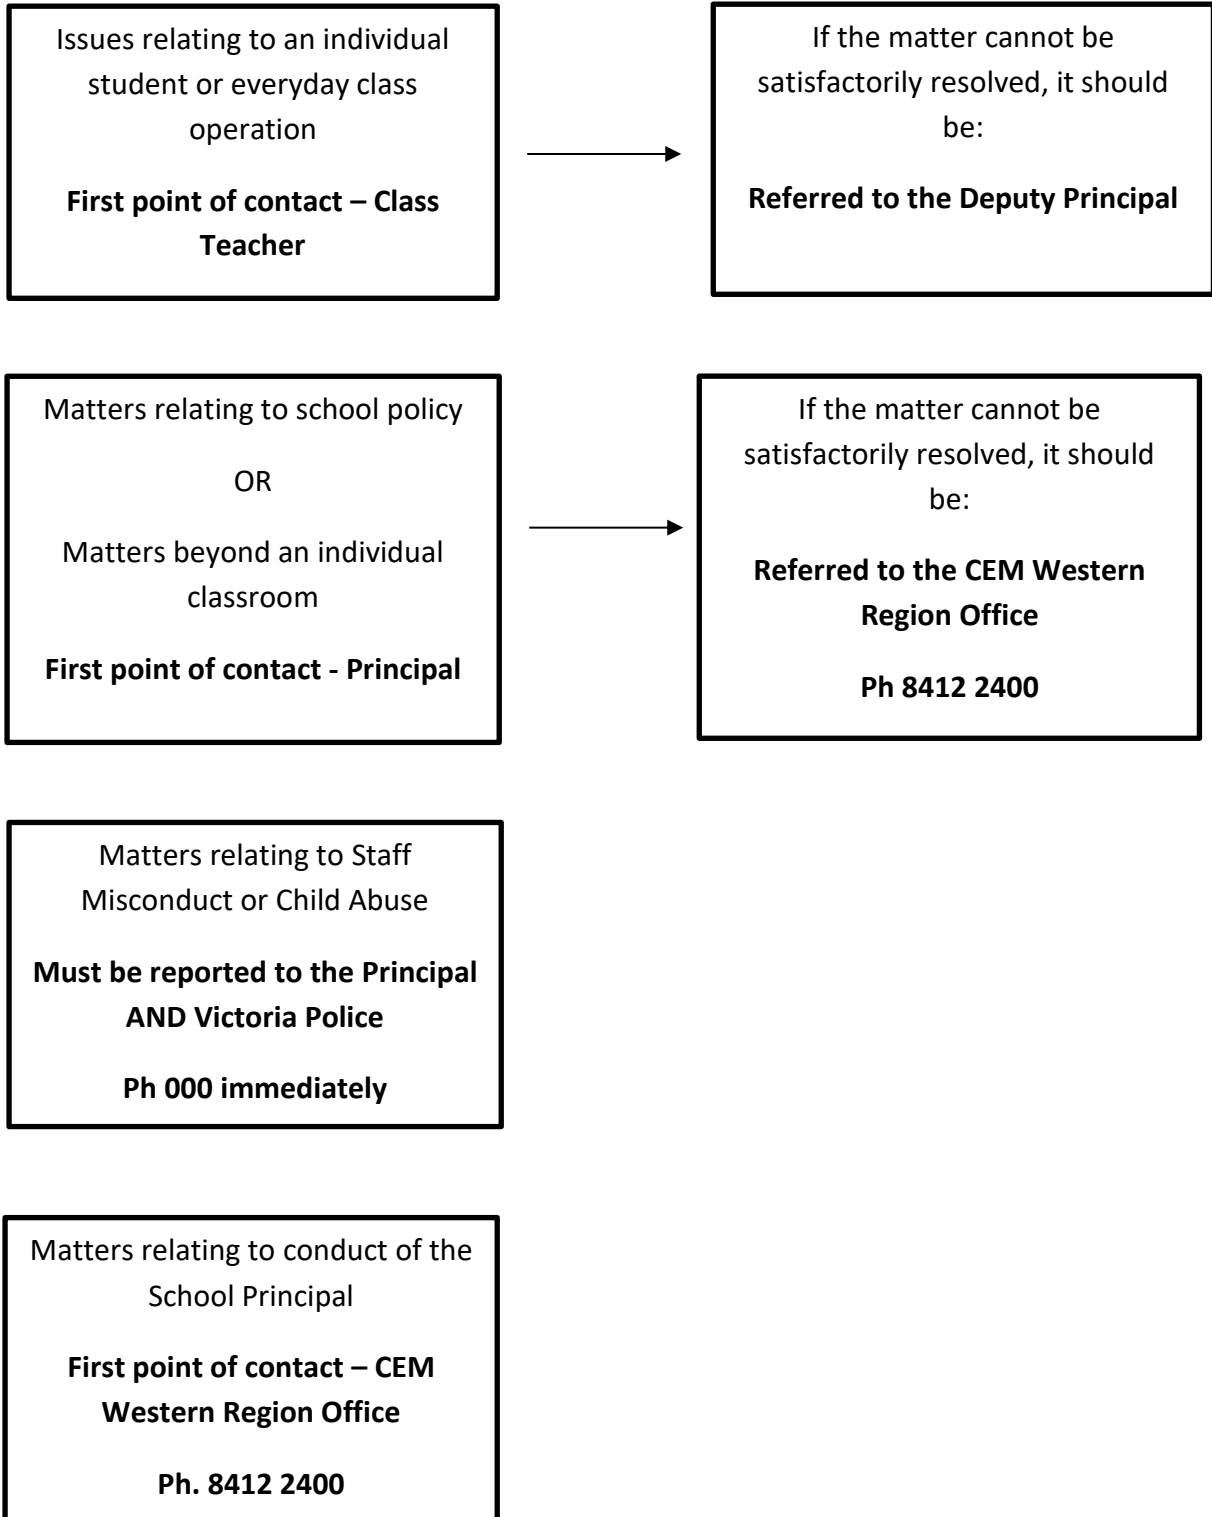 Issues relating to an individual
student or everyday class
operation
First point of contact – Class
Teacher
If the matter cannot be
satisfactorily resolved, it should
be:
Referred to the Deputy Principal
Matters relating to school policy
OR
Matters beyond an individual
classroom
First point of contact - Principal
If the matter cannot be
satisfactorily resolved, it should
be:
Referred to the CEM Western
Region Office
Ph 8412 2400
Matters relating to Staff
Misconduct or Child Abuse
Must be reported to the Principal
AND Victoria Police
Ph 000 immediately
Matters relating to conduct of the
School Principal
First point of contact – CEM
Western Region Office
Ph. 8412 2400